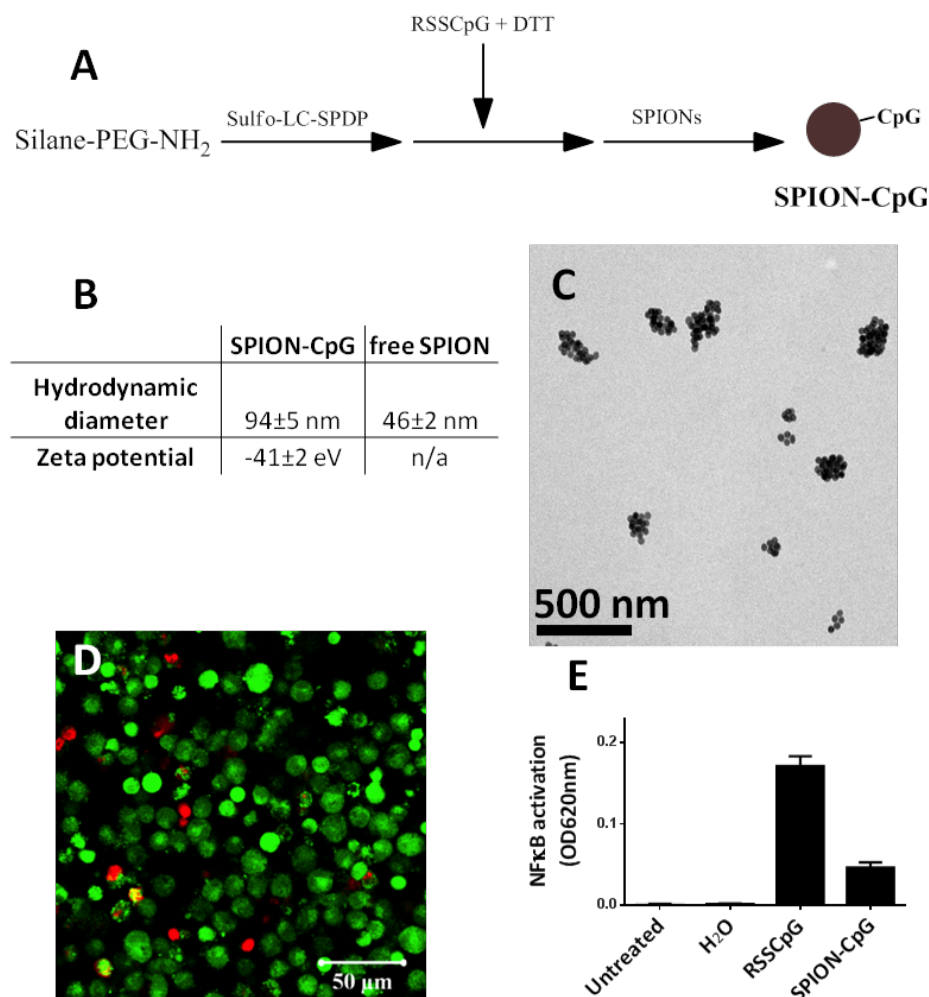 A
RSSCpG + DTT
Silane-PEG-NH₂
Sulfo-LC-SPDP
SPIONs
CpG
SPION-CpG
B
SPION-CpG free SPION
Hydrodynamic
diameter 94±5 nm 46±2 nm
Zeta potential -41±2 eV n/a
C
500 nm
D
50 µm
E
NFκB activation
(OD620nm)
0.2
0.1
0.0
Untreated
H₂O
RSSCpG
SPION-CpG